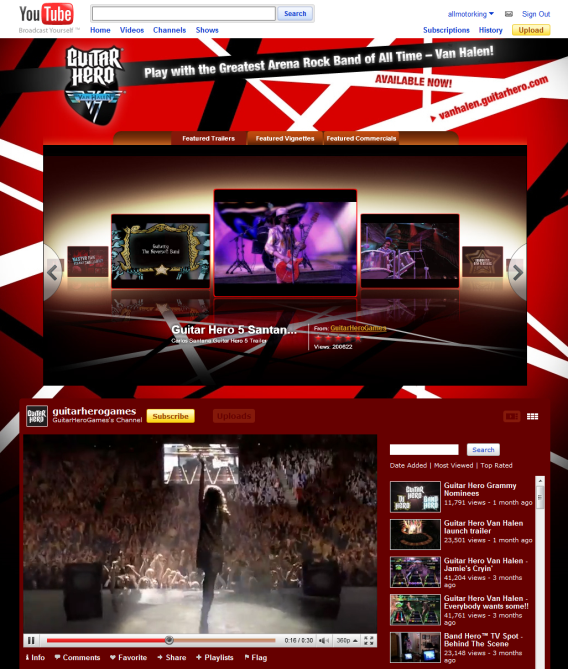 YouTube
Broadcast Yourself ™
Search
allmotorking
Sign Out
Home Videos Channels Shows
Subscriptions History Upload
GUITAR HERO
VAN HALEN
Play with the Greatest Arena Rock Band of All Time – Van Halen!
AVAILABLE NOW!
vanhalen.guitarhero.com
Featured Trailers Featured Vignettes Featured Commercials
Guitar Hero 5 Santan...
Carlos Santana Guitar Hero 5 Trailer
From: GuitarHeroGames
Views: 200622
GUITAR HERO
guitarherogames
GuitarHeroGames's Channel
Subscribe
Uploads
Search
Date Added | Most Viewed | Top Rated
Guitar Hero Grammy
Nominees
11,791 views - 1 month ago
Guitar Hero Van Halen
launch trailer
23,501 views - 1 month ago
Guitar Hero Van Halen -
Jamie's Cryin'
41,204 views - 3 months
ago
Guitar Hero Van Halen -
Everybody wants some!!
41,761 views - 3 months
ago
Band Hero™ TV Spot -
Behind The Scene
23,148 views - 3 months
ago
0:16 / 0:30
360p
Info Comments Favorite Share Playlists Flag